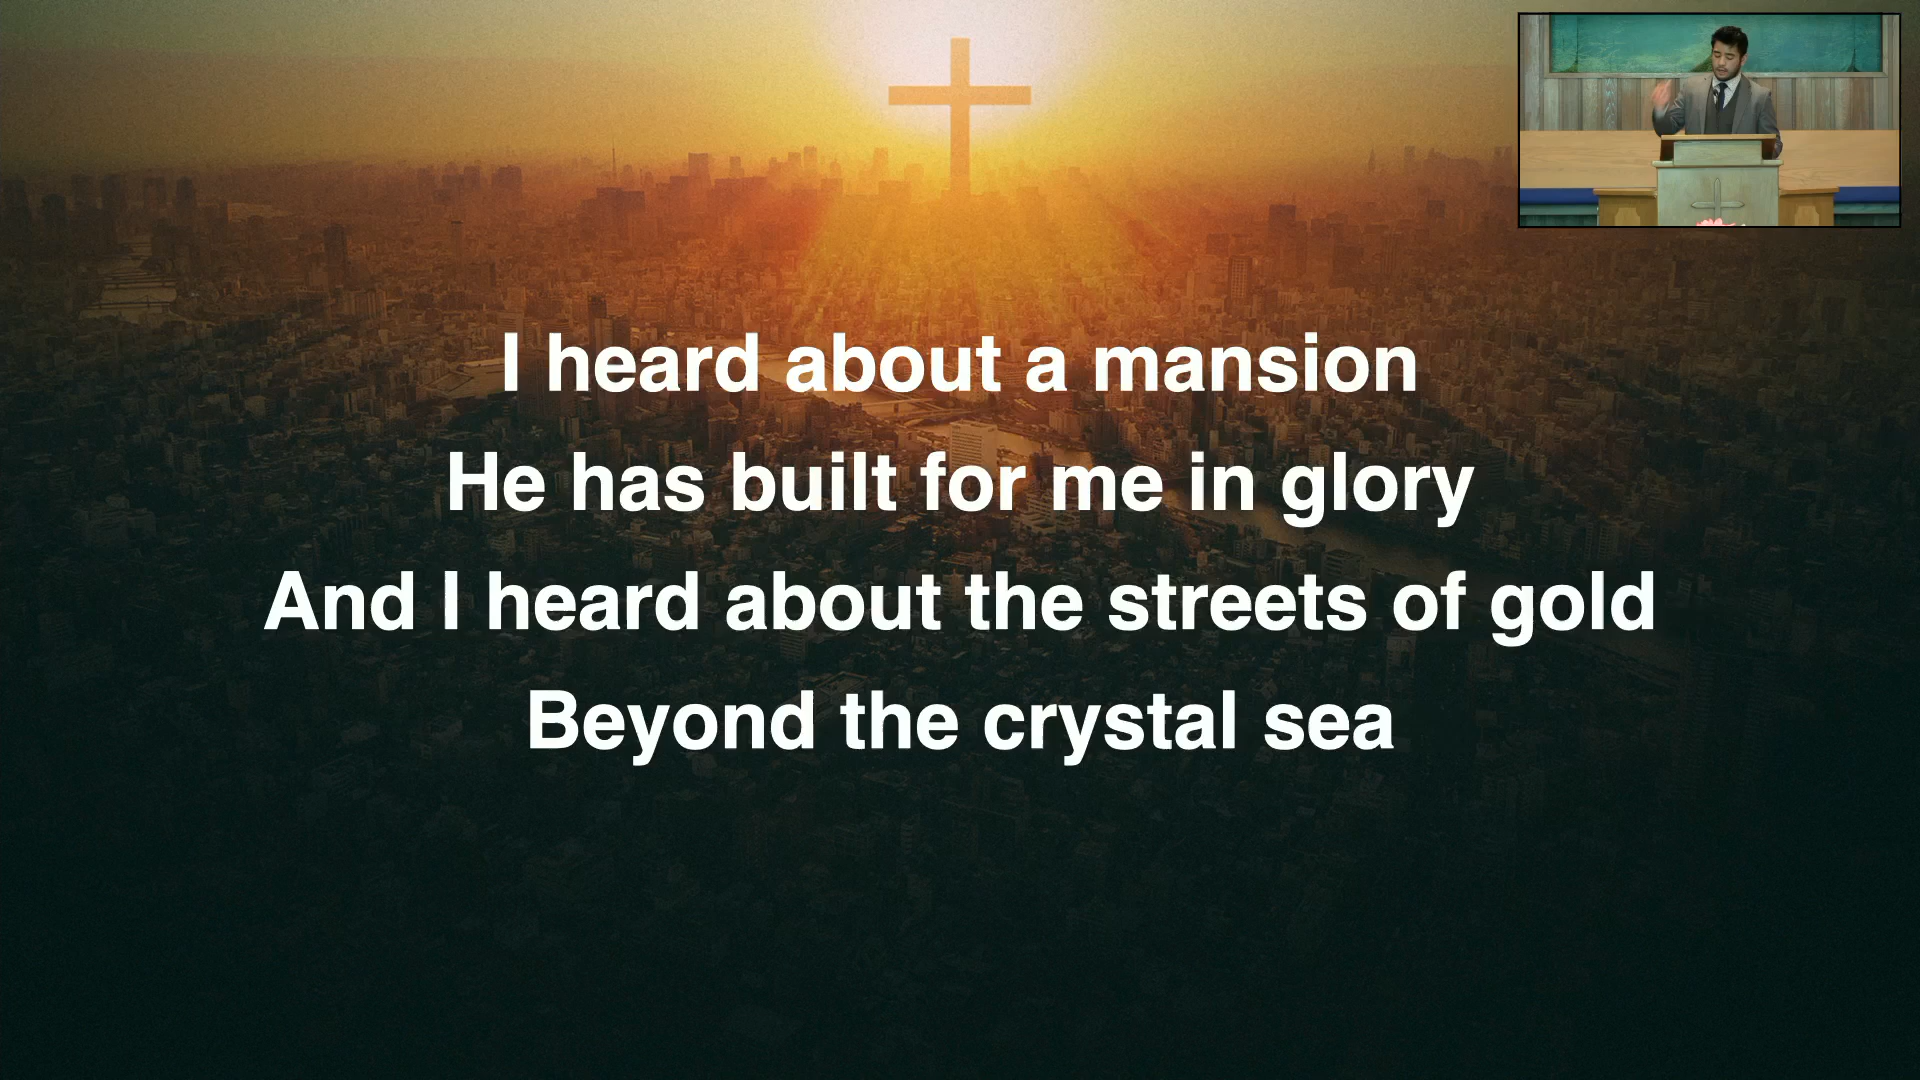 I heard about a mansion
He has built for me in glory
And I heard about the streets of gold
Beyond the crystal sea